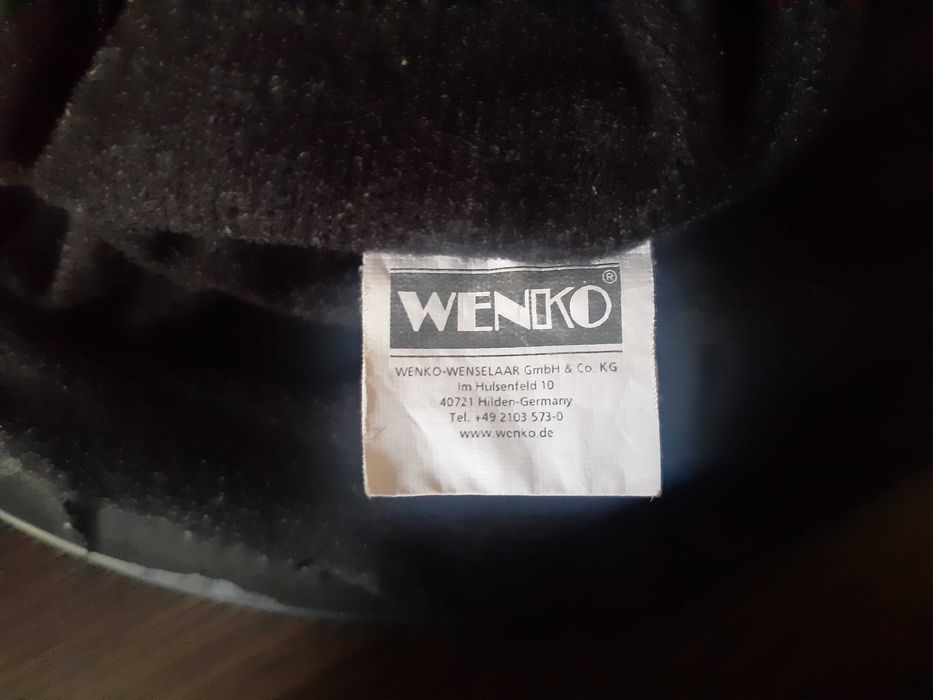 WENKO®
WENKO-WENSELAAR GmbH & Co. KG
Im Hülsenfeld 10
40721 Hilden-Germany
Tel. +49 2103 573-0
www.wenko.de